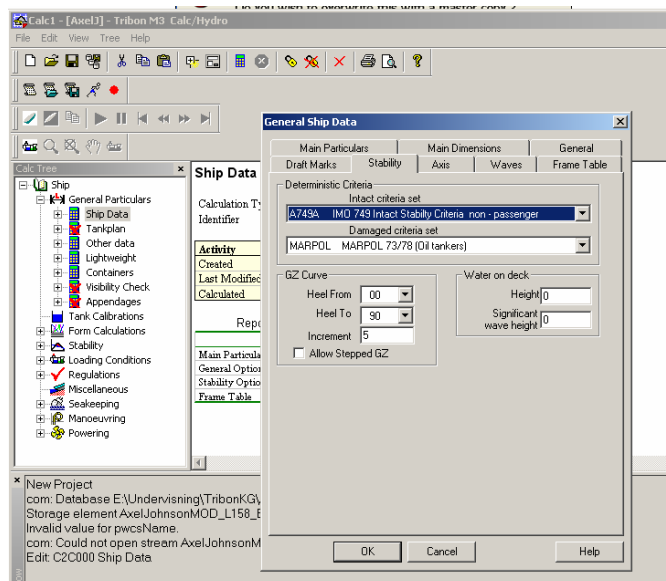 Do you wish to overwrite this with a master copy ?
Calc1 - [AxelJ] - Tribon M3 Calc/Hydro
File Edit View Tree Help
Calc Tree
Ship
General Particulars
Ship Data
Tankplan
Other data
Lightweight
Containers
Visibility Check
Appendages
Tank Calibrations
Form Calculations
Stability
Loading Conditions
Regulations
Miscellaneous
Seakeeping
Manoeuvring
Powering
Ship Data
Calculation Ty
Identifier
Activity
Created
Last Modified
Calculated
Repo
Main Particula
General Option
Stability Optio
Frame Table
General Ship Data
Main Particulars Main Dimensions General
Draft Marks Stability Axis Waves Frame Table
Deterministic Criteria
Intact criteria set
A749A IMO 749 Intact Stabilty Criteria non - passenger
Damaged criteria set
MARPOL MARPOL 73/78 (Oil tankers)
GZ Curve
Heel From 00
Heel To 90
Increment 5
Allow Stepped GZ
Water on deck
Height 0
Significant
wave height 0
OK Cancel Help
New Project
com: Database E:\Undervisning\TribonKG\
Storage element AxelJohnsonMOD_L158_
Invalid value for pwcsName.
com: Could not open stream AxelJohnsonM
Edit: C2C000 Ship Data